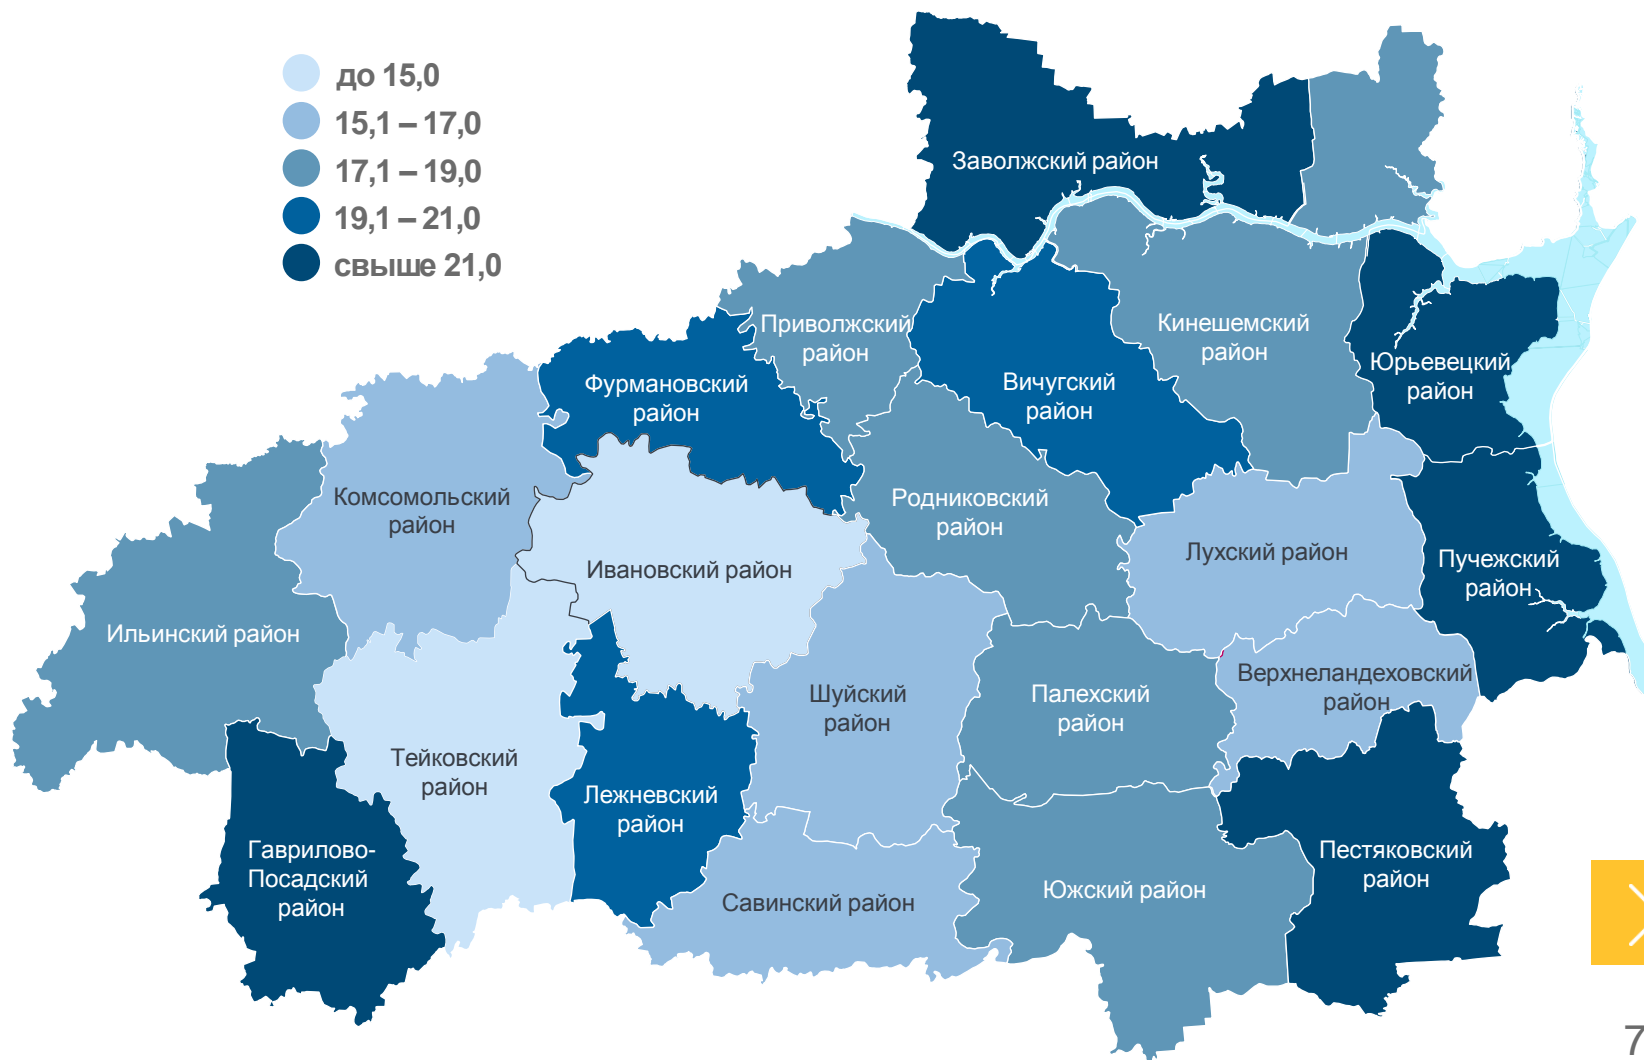 до 15,0
15,1 – 17,0
17,1 – 19,0
19,1 – 21,0
свыше 21,0
Заволжский район
Приволжский
район
Кинешемский
район
Юрьевецкий
район
Фурмановский
район
Вичугский
район
Комсомольский
район
Родниковский
район
Лухский район
Пучежский
район
Ивановский район
Ильинский район
Шуйский
район
Палехский
район
Верхнеландеховский
район
Тейковский
район
Лежневский
район
Гаврилово-
Посадский
район
Савинский район
Южский район
Пестяковский
район
7